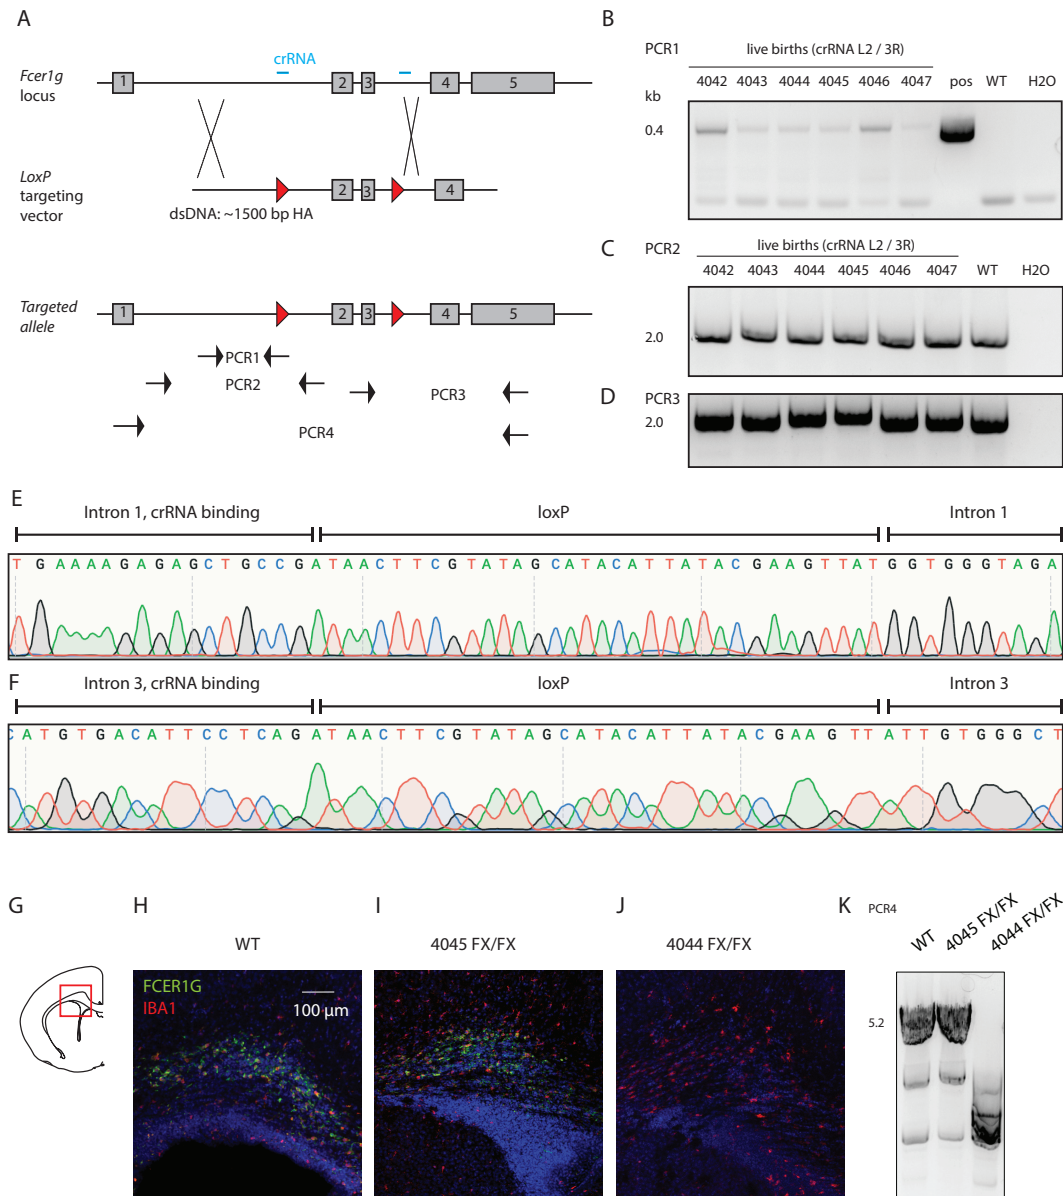 A
crRNA
Fcer1g
locus
1
2
3
4
5
LoxP
targeting
vector
2
3
4
dsDNA: ~1500 bp HA
Targeted
allele
1
2
3
4
5
PCR1
PCR2
PCR3
PCR4
B
PCR1
live births (crRNA L2 / 3R)
4042 4043 4044 4045 4046 4047 pos WT H2O
kb
0.4
C
PCR2
live births (crRNA L2 / 3R)
4042 4043 4044 4045 4046 4047 WT H2O
2.0
D
PCR3
2.0
E
Intron 1, crRNA binding
loxP
Intron 1
T G A A A A G A G A G C T G C C G A T A A C T T C G T A T A G C A T A C A T T A T A C G A A G T T A T G G T G G G T A G A
F
Intron 3, crRNA binding
loxP
Intron 3
C A T G T G A C A T T C C T C A G A T A A C T T C G T A T A G C A T A C A T T A T A C G A A G T T A T T G T G G G C T
G
H
WT
FCER1G
IBA1
100 µm
I
4045 FX/FX
J
4044 FX/FX
K
PCR4
WT
4045 FX/FX
4044 FX/FX
5.2